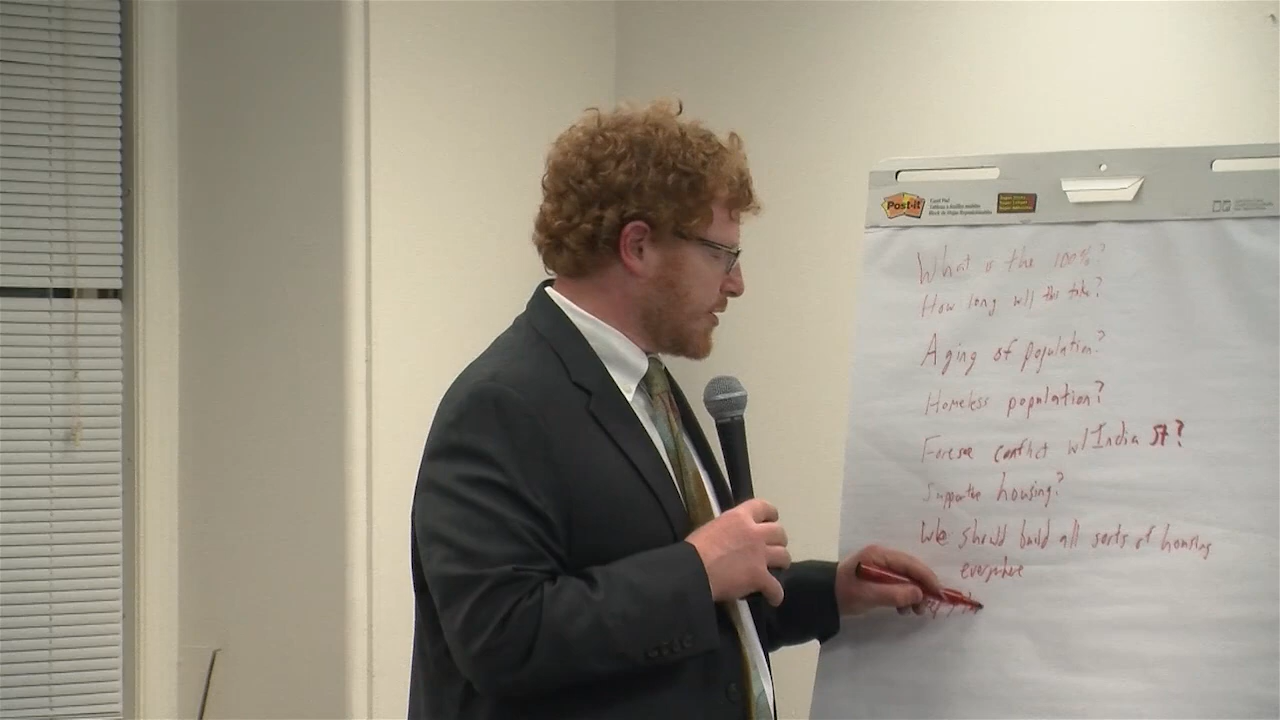 Post-it
What is the 100%?
How long will this take?
Aging of population?
Homeless population?
Foresee conflict w/ India St?
Supportive housing?
We should build all sorts of housing
everywhere